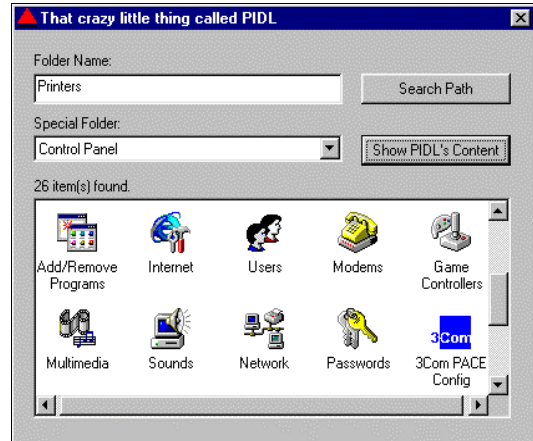 That crazy little thing called PIDL
Folder Name:
Printers
Search Path
Special Folder:
Control Panel
Show PIDL's Content
26 item(s) found.
Add/Remove Programs
Internet
Users
Modems
Game Controllers
3Com
Multimedia
Sounds
Network
Passwords
3Com PACE Config